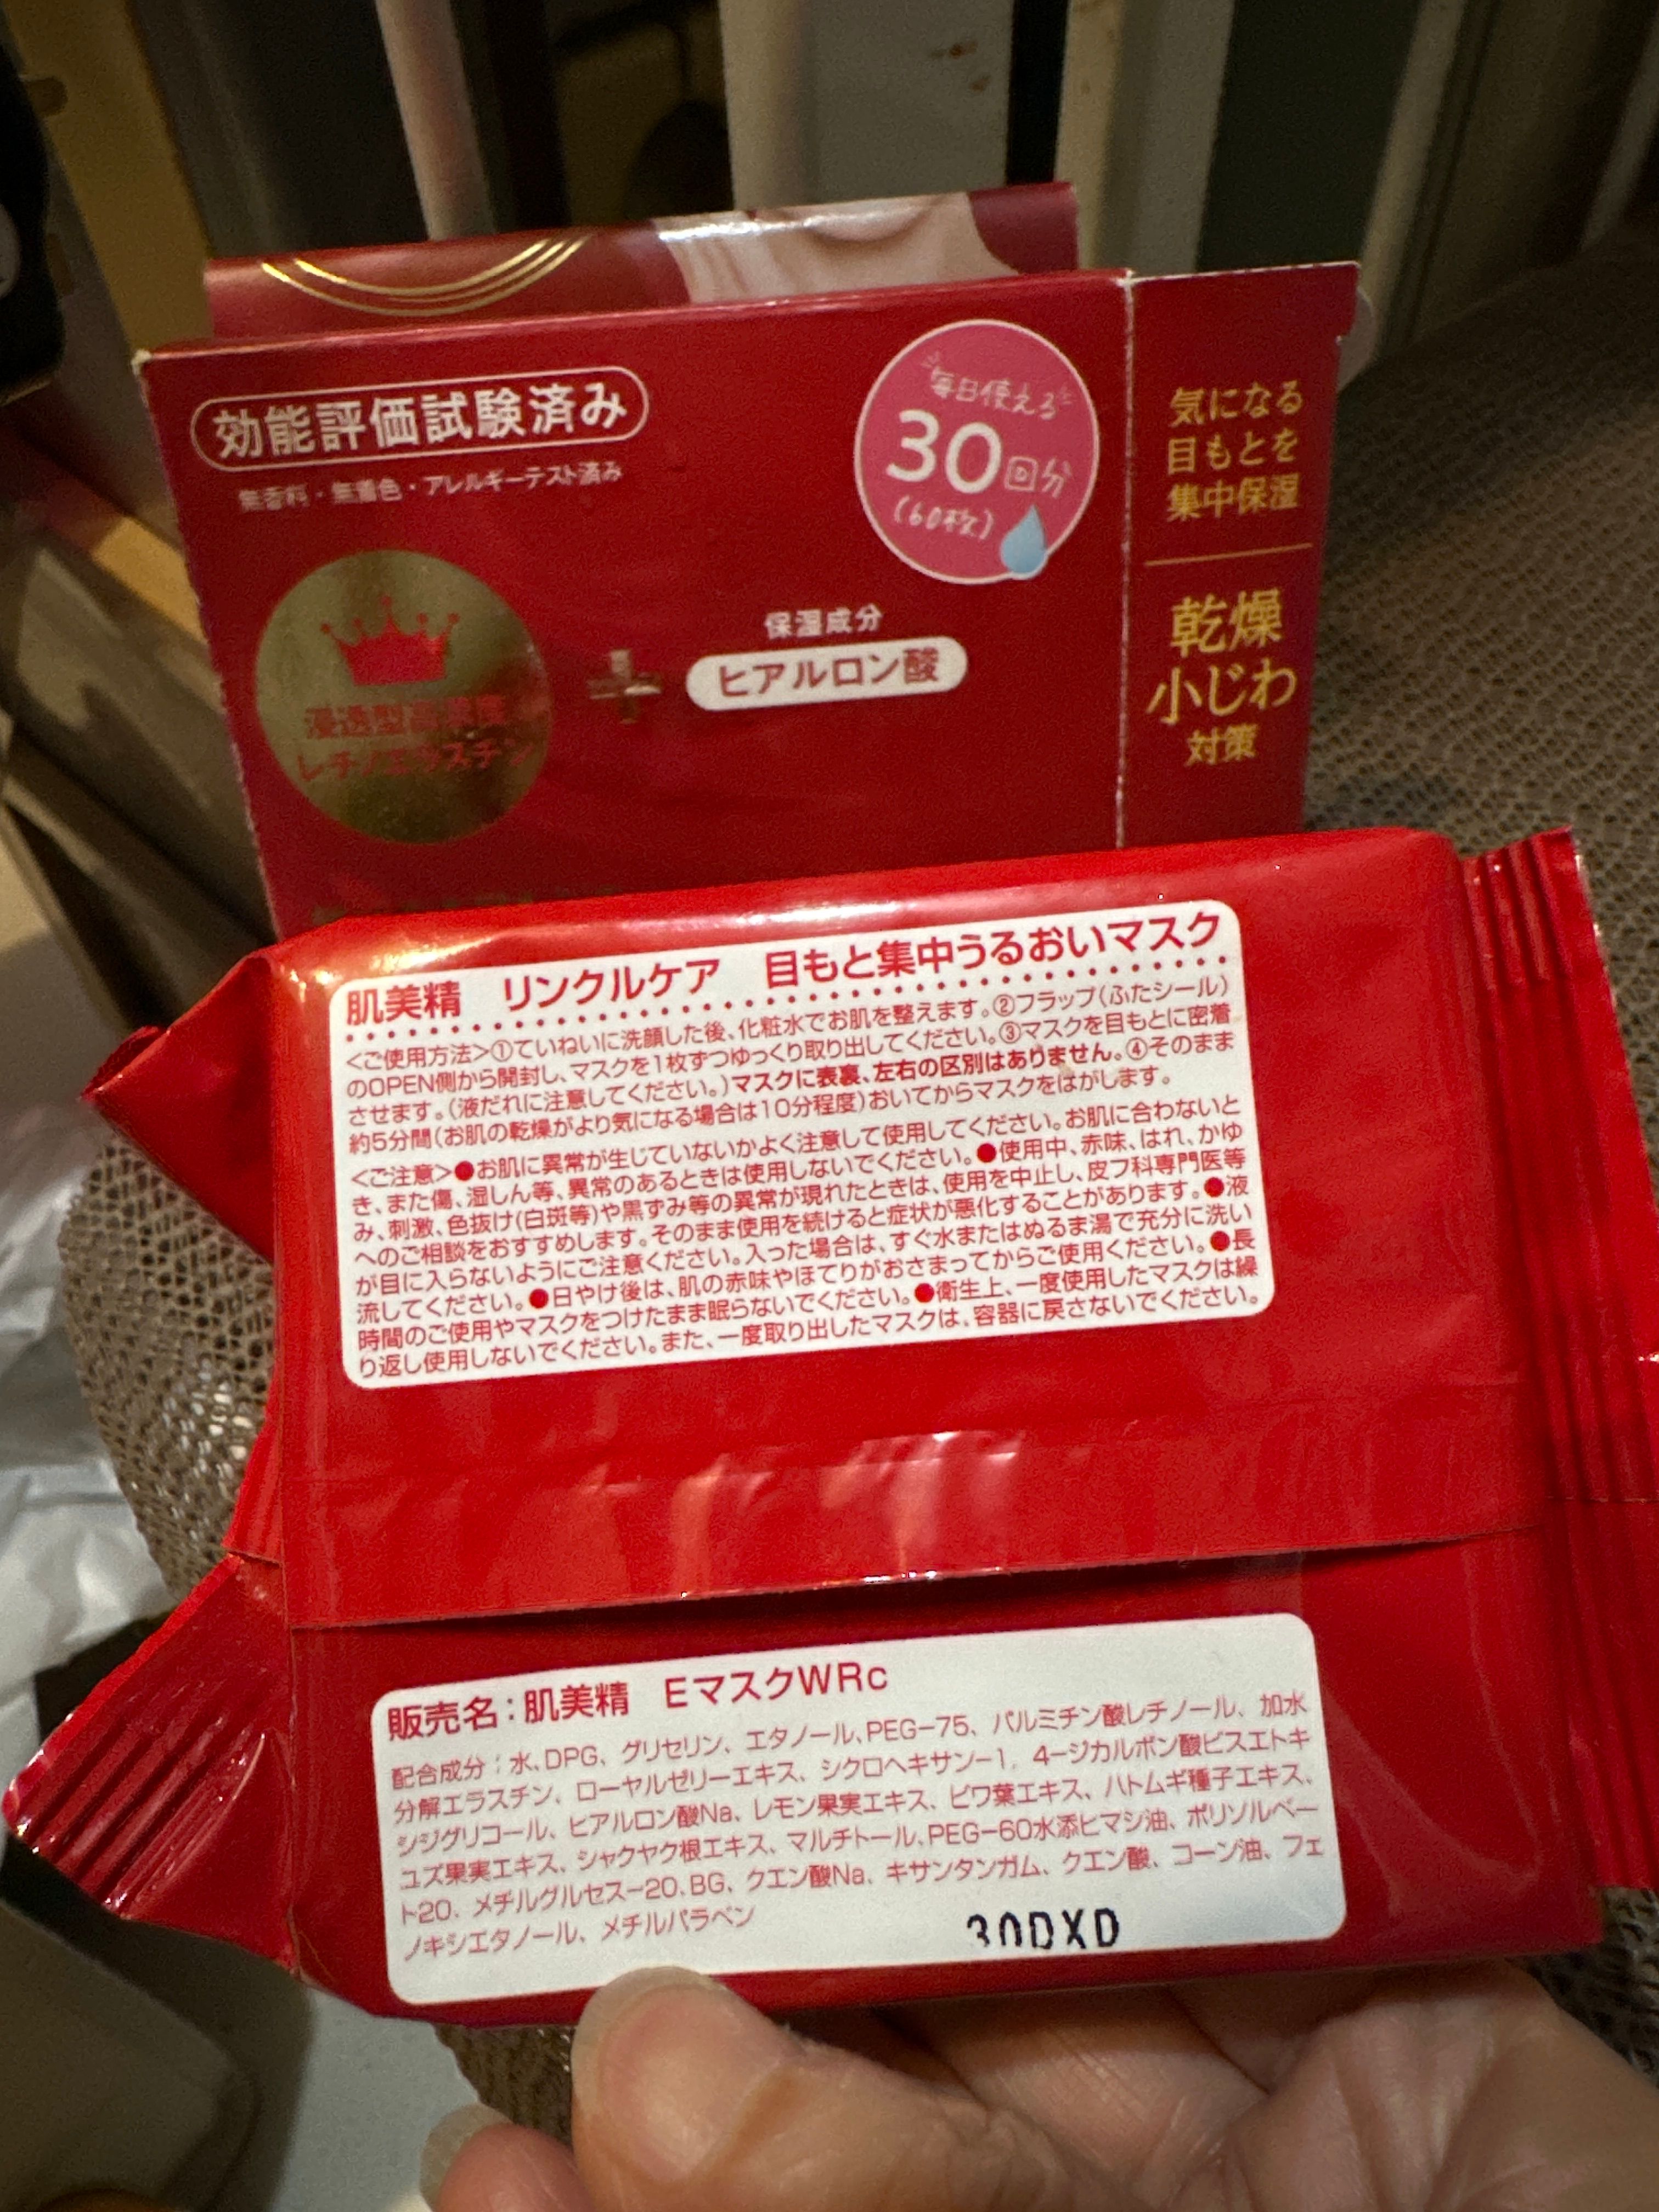 効能評価試験済み
無香料・無着色・アレルギーテスト済み
毎日使える
30回分
(60枚)
浸透型高濃度
レチノエラスチン
保湿成分
ヒアルロン酸
気になる
目もとを
集中保湿
乾燥
小じわ
対策
肌美精 リンクルケア 目もと集中うるおいマスク
<ご使用方法>①ていねいに洗顔した後、化粧水でお肌を整えます。②フラップ(ふたシール)
のOPEN側から開封し、マスクを1枚ずつゆっくり取り出してください。③マスクを目もとに密着
させます。(液だれに注意してください。)マスクに表裏、左右の区別はありません。④そのまま
約5分間(お肌の乾燥がより気になる場合は10分程度)おいてからマスクをはがします。
<ご注意>●お肌に異常が生じていないかよく注意して使用してください。お肌に合わないと
き、また傷、湿しん等、異常のあるときは使用しないでください。●使用中、赤味、はれ、かゆ
み、刺激、色抜け(白斑等)や黒ずみ等の異常が現れたときは、使用を中止し、皮フ科専門医等
へのご相談をおすすめします。そのまま使用を続けると症状が悪化することがあります。●液
が目に入らないようにご注意ください。入った場合は、すぐ水またはぬるま湯で充分に洗い
流してください。●日やけ後は、肌の赤味やほてりがおさまってからご使用ください。●長
時間のご使用やマスクをつけたまま眠らないでください。●衛生上、一度使用したマスクは繰
り返し使用しないでください。また、一度取り出したマスクは、容器に戻さないでください。
販売名:肌美精 EマスクWRc
配合成分:水、DPG、グリセリン、エタノール、PEG-75、パルミチン酸レチノール、加水
分解エラスチン、ローヤルゼリーエキス、シクロヘキサン-1, 4-ジカルボン酸ビスエトキ
シジグリコール、ヒアルロン酸Na、レモン果実エキス、ビワ葉エキス、ハトムギ種子エキス、
ユズ果実エキス、シャクヤク根エキス、マルチトール、PEG-60水添ヒマシ油、ポリソルベー
ト20、メチルグルセス-20、BG、クエン酸Na、キサンタンガム、クエン酸、コーン油、フェ
ノキシエタノール、メチルパラベン
30DXD